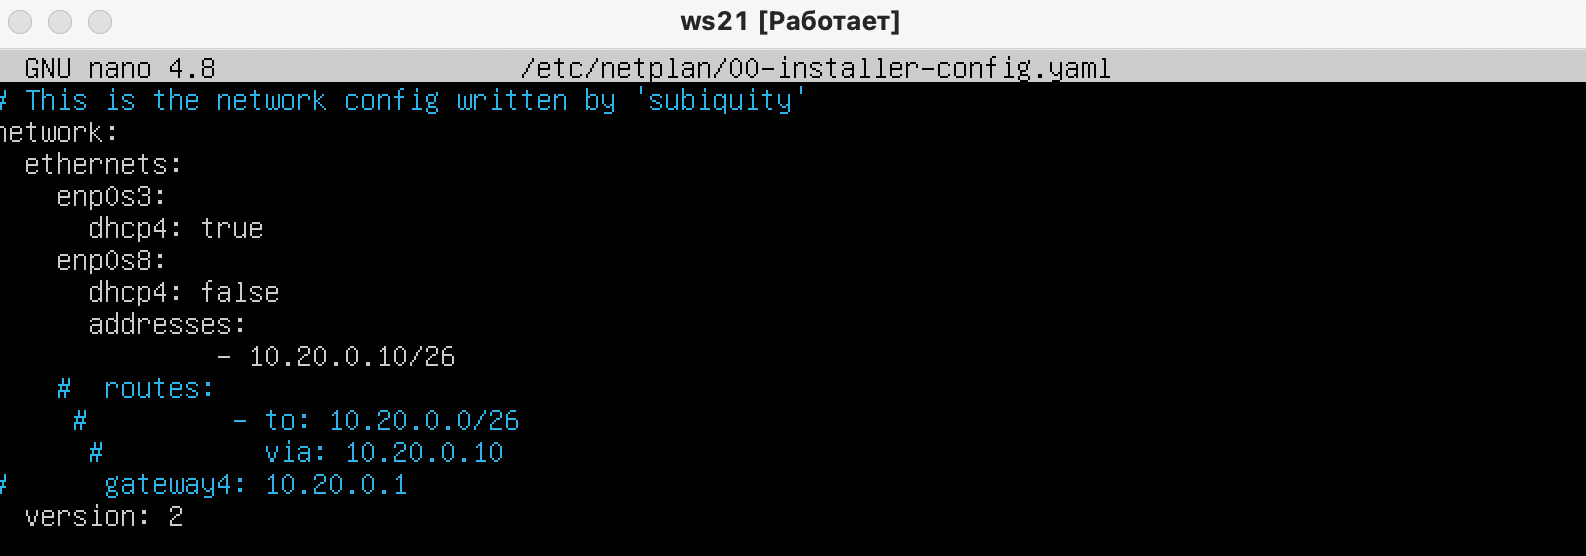 ws21 [Работает]
GNU nano 4.8 /etc/netplan/00-installer-config.yaml
# This is the network config written by 'subiquity'
network:
  ethernets:
    enp0s3:
      dhcp4: true
    enp0s8:
      dhcp4: false
      addresses:
              - 10.20.0.10/26
    #  routes:
     #         - to: 10.20.0.0/26
      #          via: 10.20.0.10
#      gateway4: 10.20.0.1
  version: 2